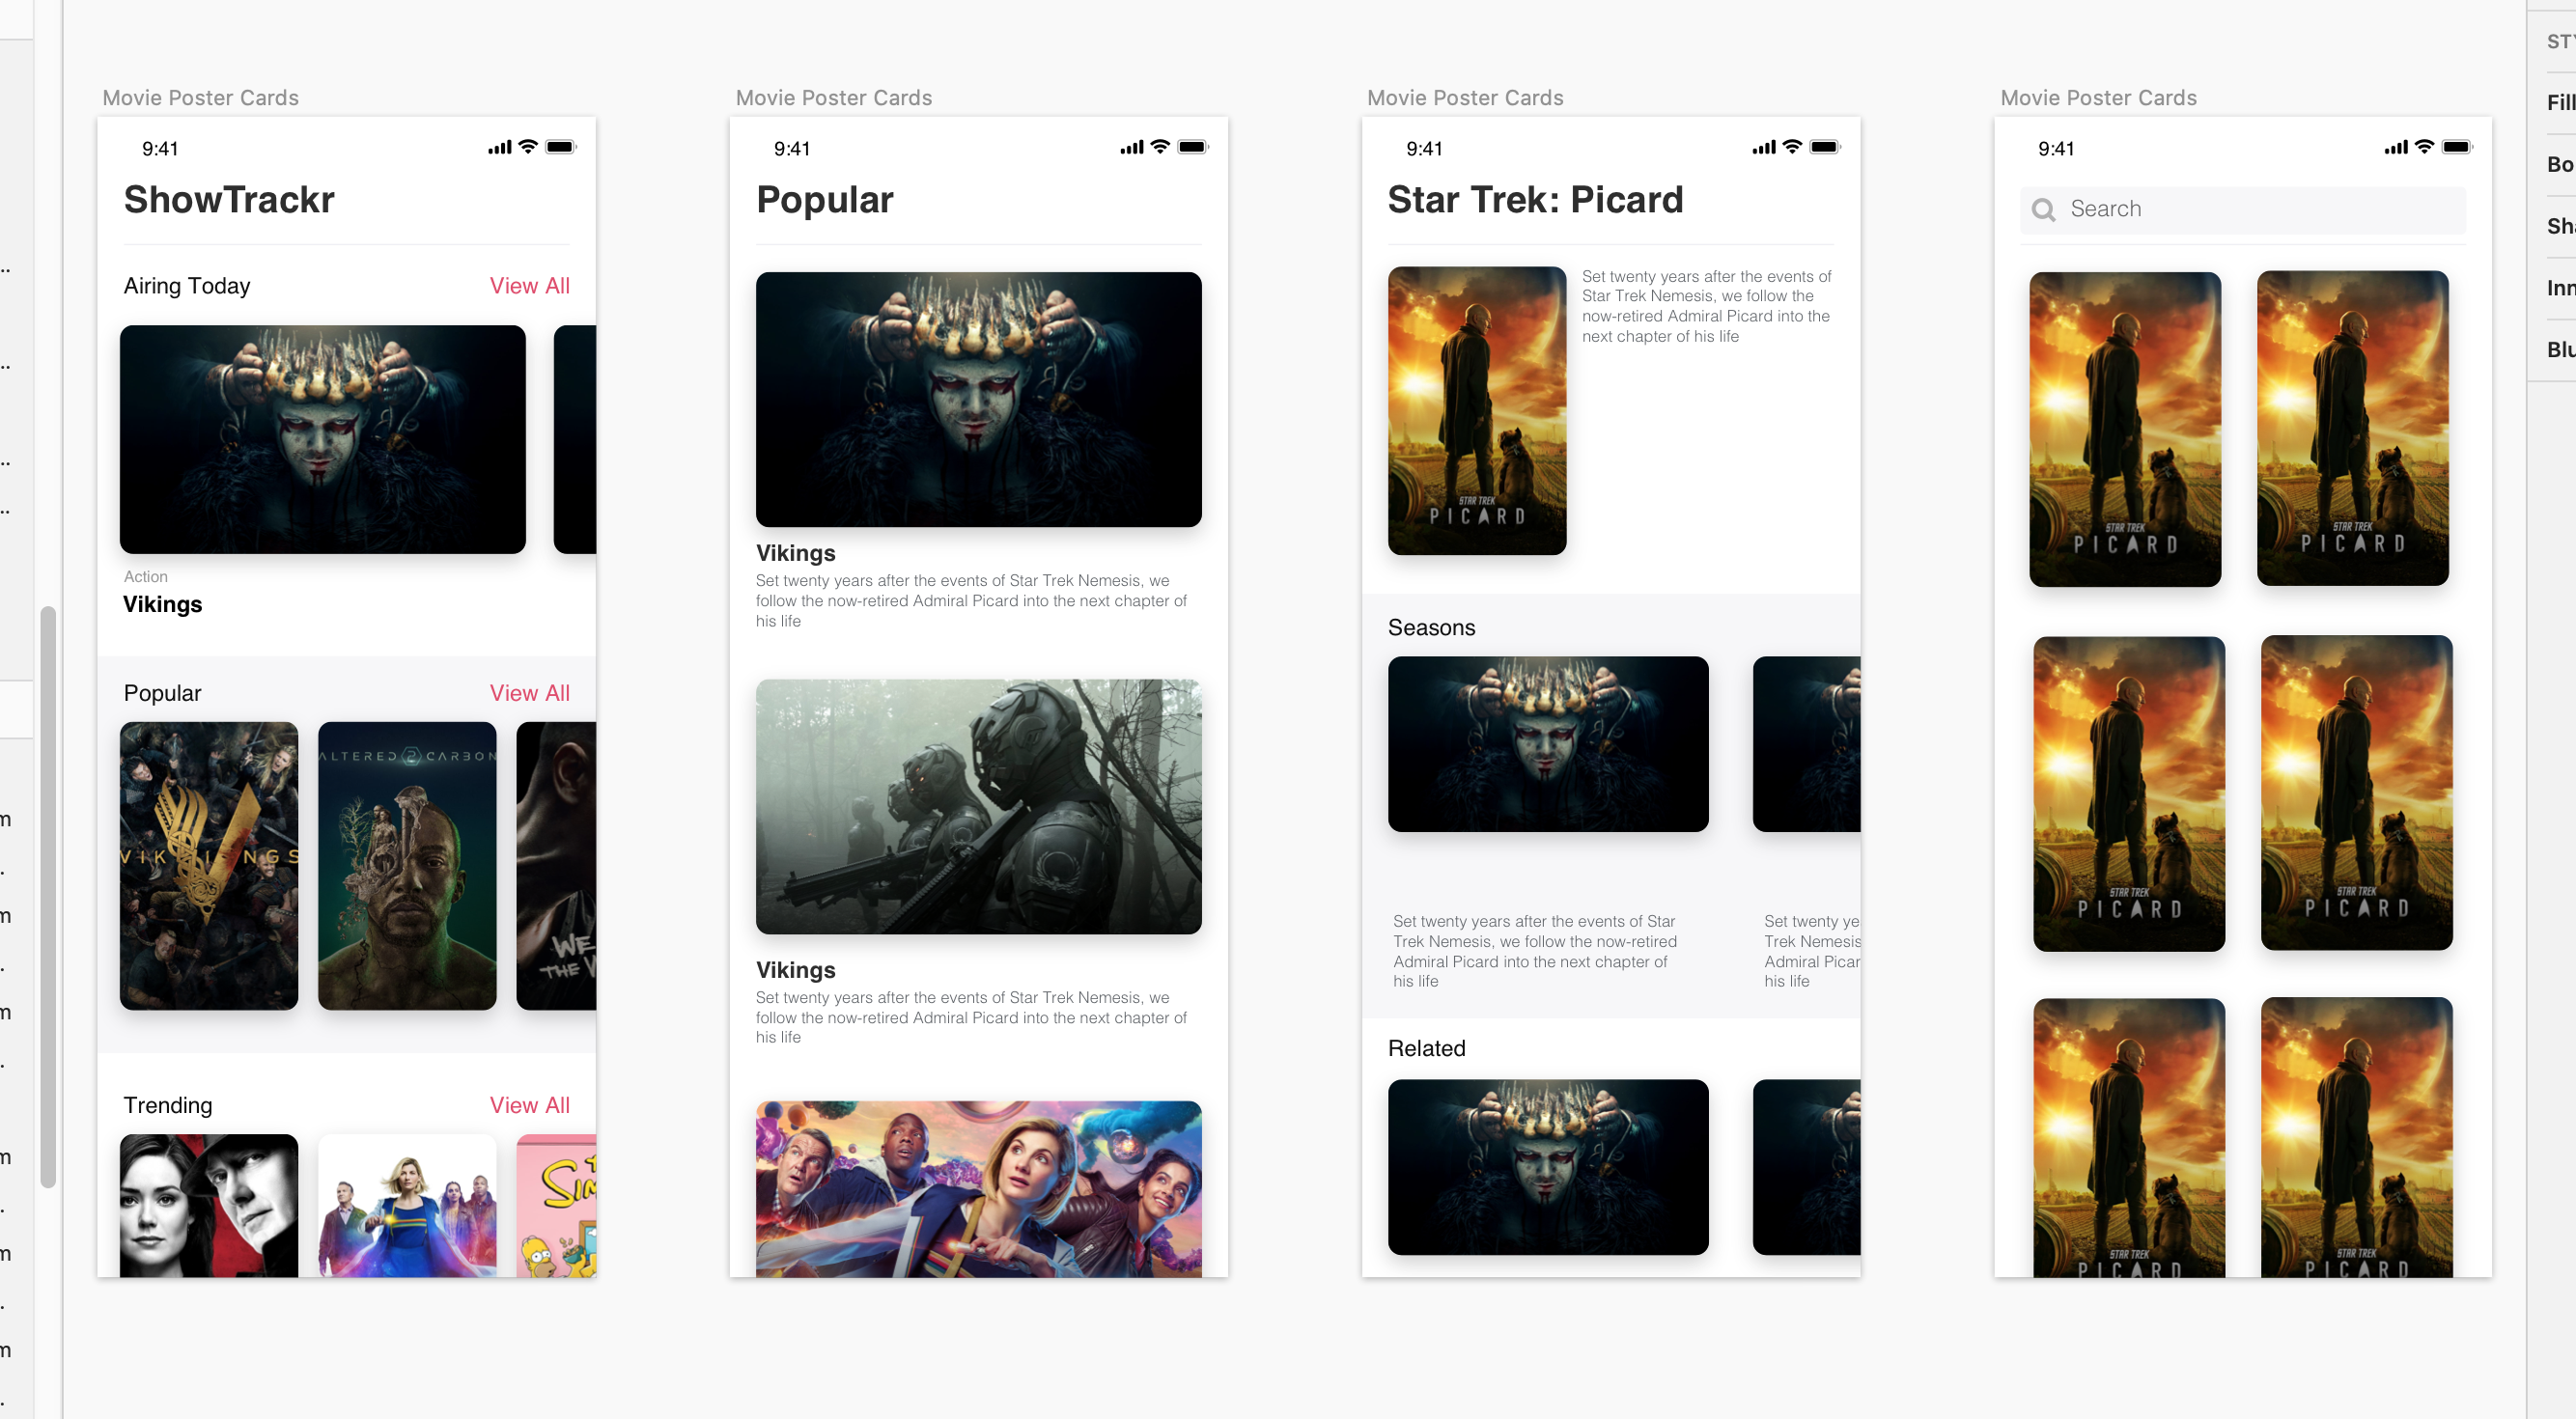 Movie Poster Cards
9:41
ShowTrackr
Airing Today
View All
Action
Vikings
Popular
View All
VIKINGS
ALTERED 2 CARBON
WE
THE
Trending
View All
Movie Poster Cards
9:41
Popular
Vikings
Set twenty years after the events of Star Trek Nemesis, we
follow the now-retired Admiral Picard into the next chapter of
his life
Vikings
Set twenty years after the events of Star Trek Nemesis, we
follow the now-retired Admiral Picard into the next chapter of
his life
Movie Poster Cards
9:41
Star Trek: Picard
STAR TREK
PICARD
Set twenty years after the events of
Star Trek Nemesis, we follow the
now-retired Admiral Picard into the
next chapter of his life
Seasons
Set twenty years after the events of Star
Trek Nemesis, we follow the now-retired
Admiral Picard into the next chapter of
his life
Set twenty ye
Trek Nemesis
Admiral Picar
his life
Related
Movie Poster Cards
9:41
Search
STAR TREK
PICARD
STAR TREK
PICARD
STAR TREK
PICARD
STAR TREK
PICARD
STAR TREK
PICARD
STAR TREK
PICARD
Fill